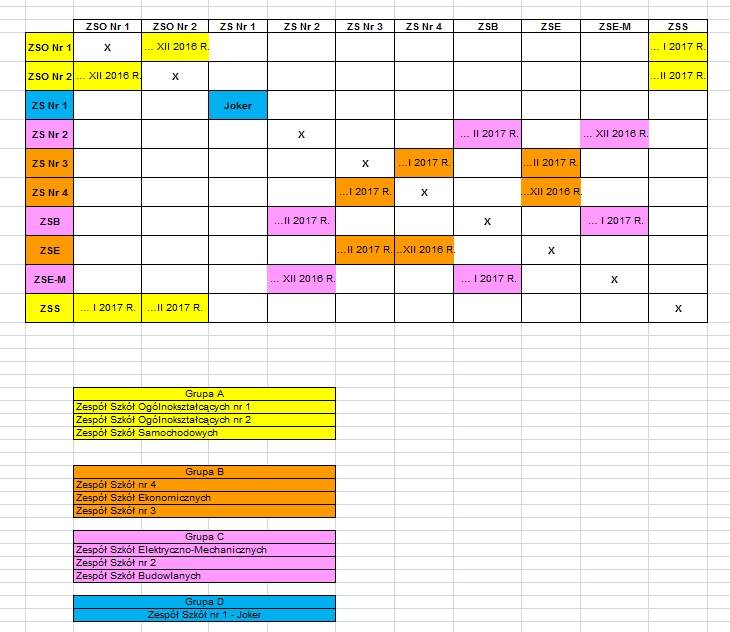 ZSO Nr 1 ZSO Nr 2 ZS Nr 1 ZS Nr 2 ZS Nr 3 ZS Nr 4 ZSB ZSE ZSE-M ZSS
ZSO Nr 1 x ... XII 2016 R. ... I 2017 R.
ZSO Nr 2 ... XII 2016 R. x ...II 2017 R.
ZS Nr 1 Joker
ZS Nr 2 x ... II 2017 R. ... XII 2016 R.
ZS Nr 3 x ...I 2017 R. ...II 2017 R.
ZS Nr 4 ...I 2017 R. x ...XII 2016 R.
ZSB ...II 2017 R. x ... I 2017 R.
ZSE ...II 2017 R. ...XII 2016 R. x
ZSE-M ... XII 2016 R. ... I 2017 R. x
ZSS ... I 2017 R. ...II 2017 R. x
Grupa A
Zespół Szkół Ogólnokształcących nr 1
Zespół Szkół Ogólnokształcących nr 2
Zespół Szkół Samochodowych
Grupa B
Zespół Szkół nr 4
Zespół Szkół Ekonomicznych
Zespół Szkół nr 3
Grupa C
Zespół Szkół Elektryczno-Mechanicznych
Zespół Szkół nr 2
Zespół Szkół Budowlanych
Grupa D
Zespół Szkół nr 1 - Joker